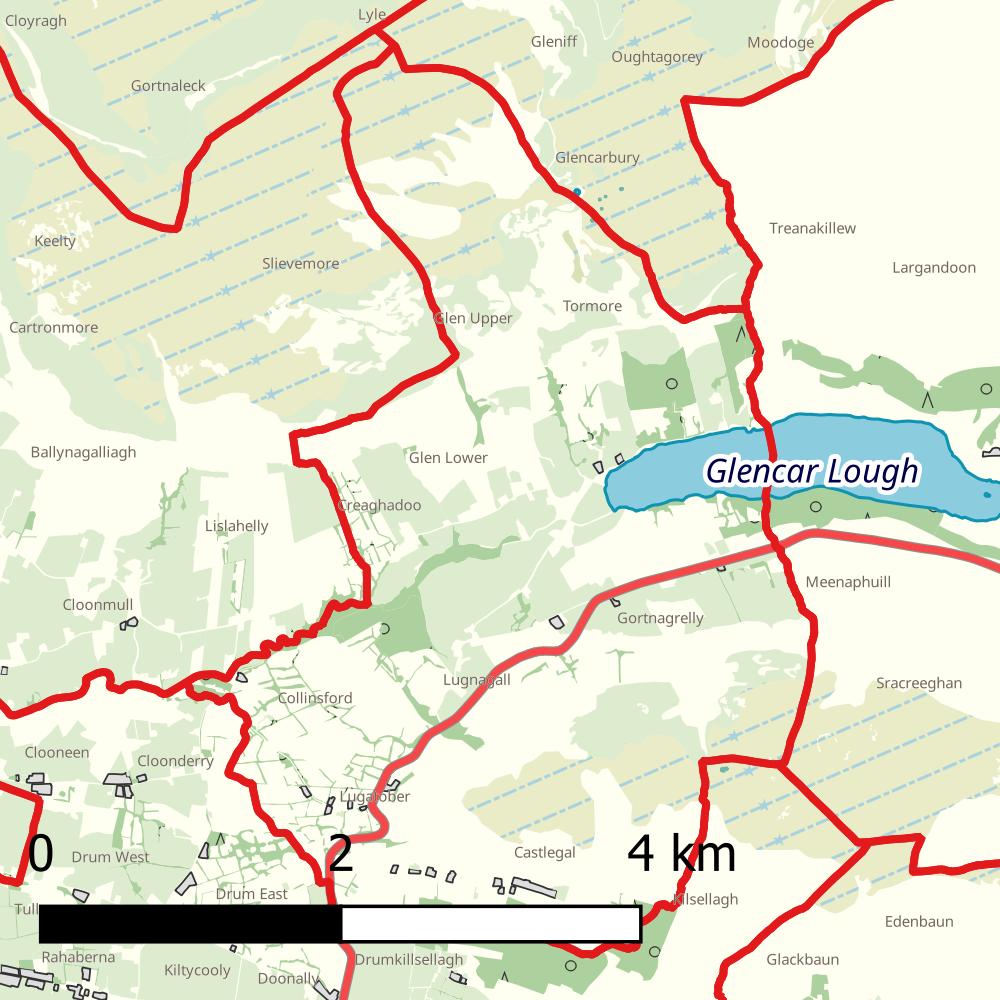 Lyle
Cloyragh
Gleniff
Moodoge
Oughtagorey
Gortnaleck
Glencarbury
Treanakillew
Keelty
Slievemore
Largandoon
Tormore
Glen Upper
Cartronmore
Ballynagalliagh
Glen Lower
Glencar Lough
Creaghadoo
Lislahelly
Meenaphuill
Cloonmull
Gortnagrelly
Lugnagall
Sracreeghan
Collinsford
Clooneen
Cloonderry
Lugatober
0 2 4 km
Castlegal
Drum West
Drum East
Kilsellagh
Tull
Edenbaun
Rahaberna
Drumkillsellagh
Glackbaun
Kiltycooly
Doonally